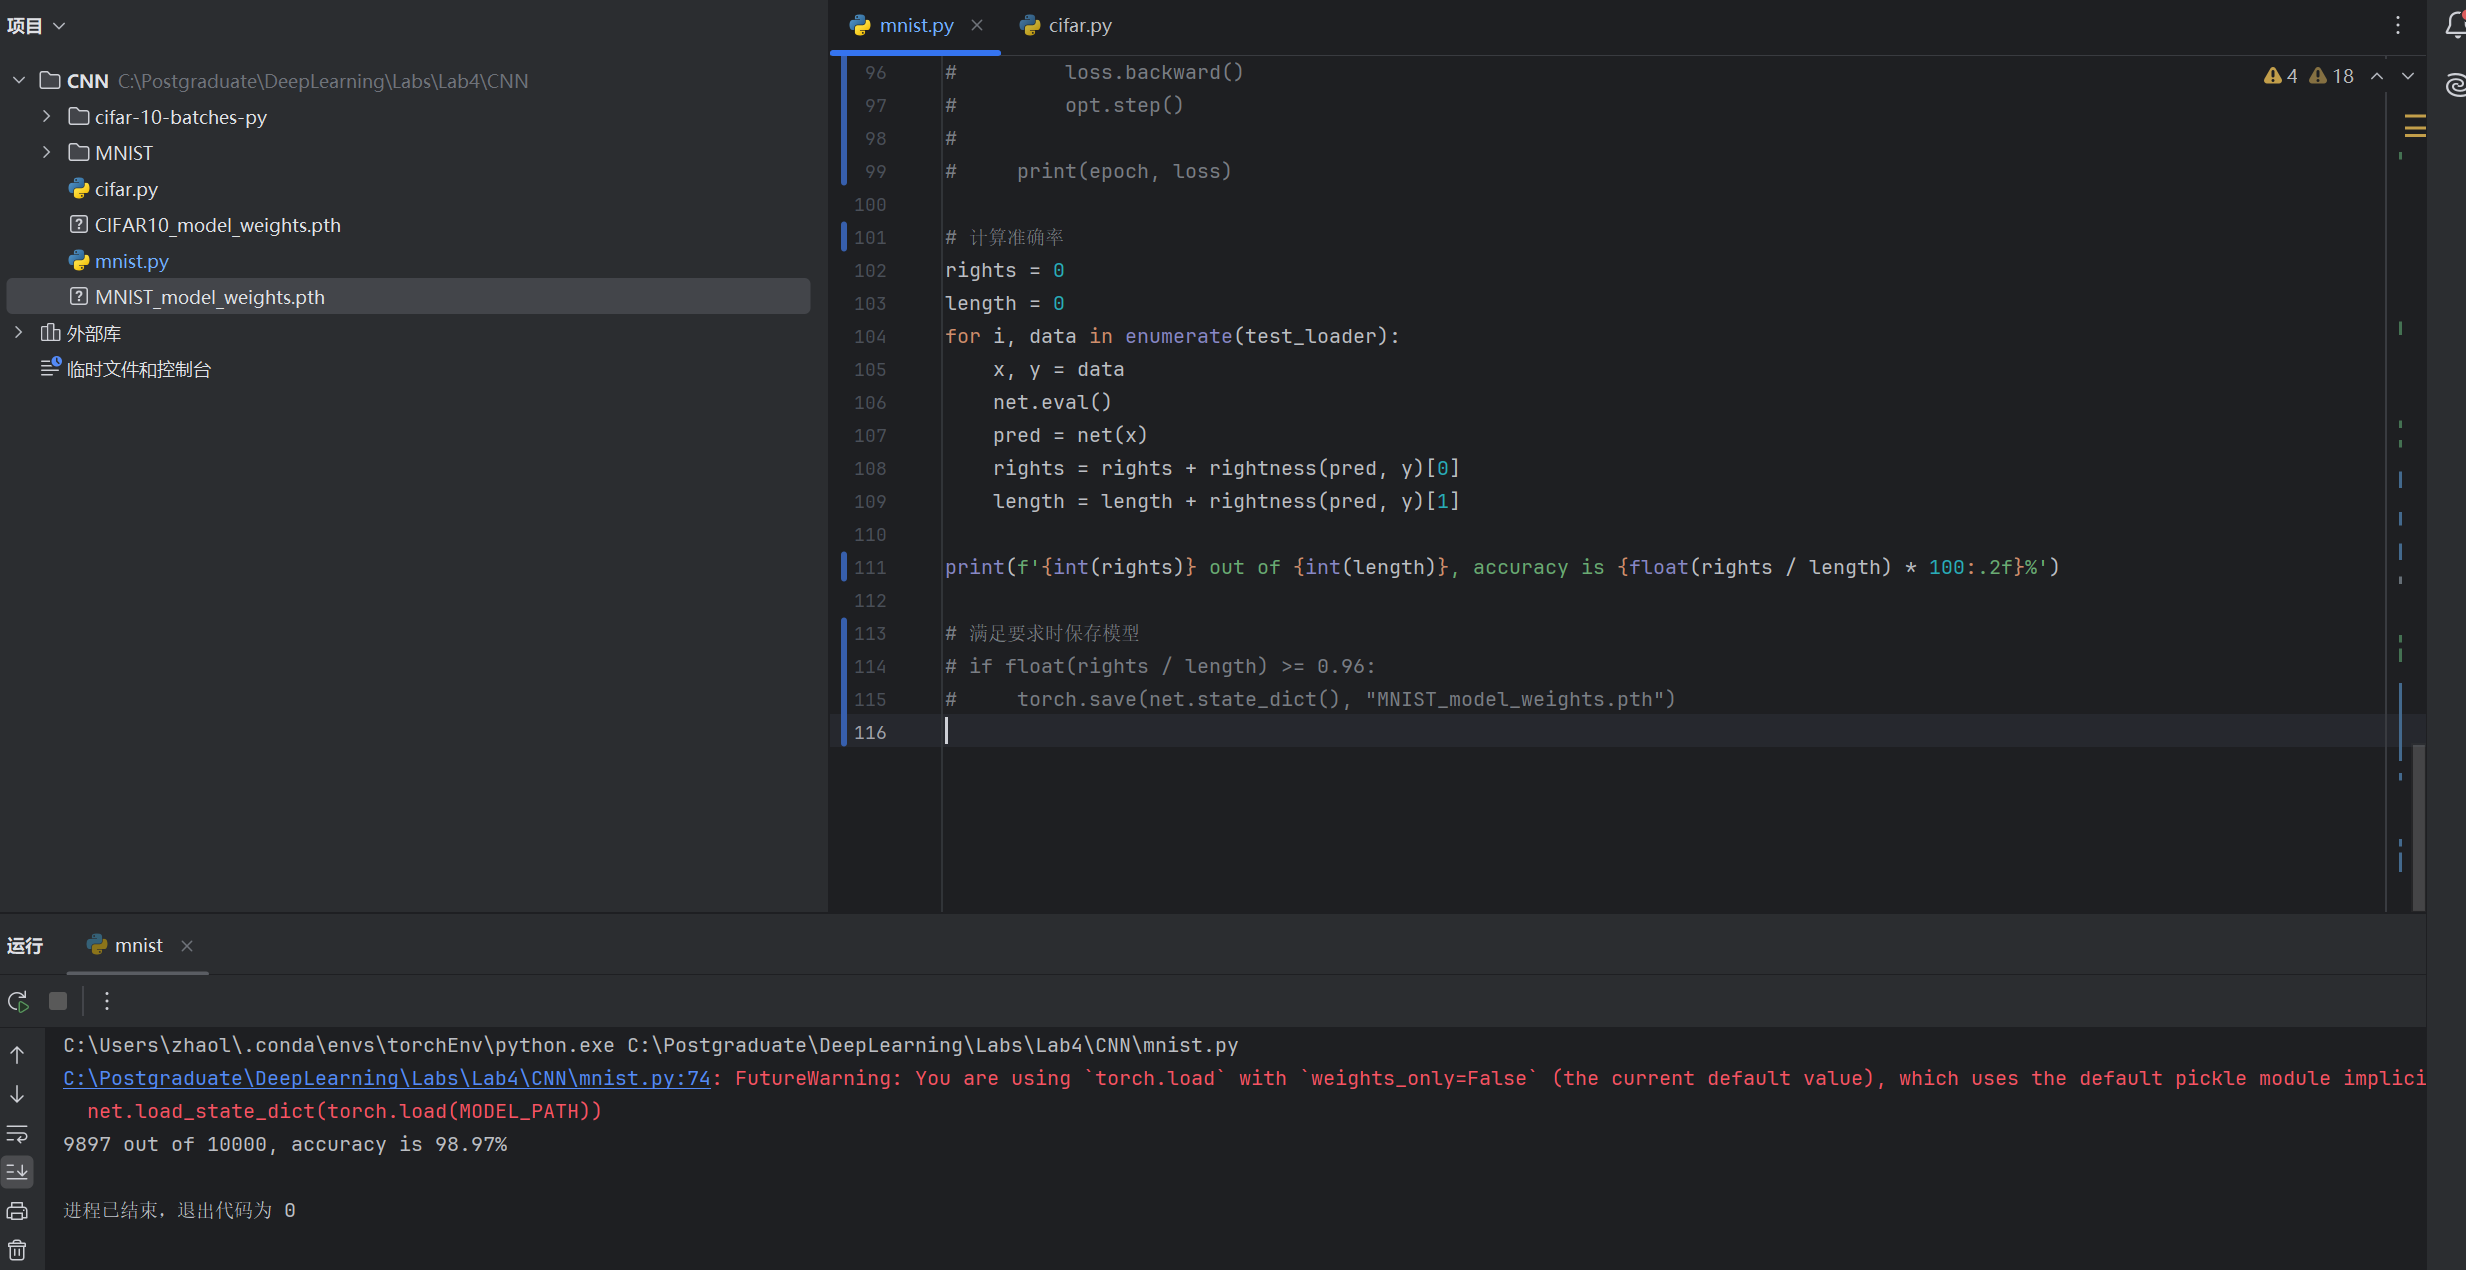 项目
CNN C:\Postgraduate\DeepLearning\Labs\Lab4\CNN
cifar-10-batches-py
MNIST
cifar.py
CIFAR10_model_weights.pth
mnist.py
MNIST_model_weights.pth
外部库
临时文件和控制台
mnist.py cifar.py
4 18
96 #         loss.backward()
97 #         opt.step()
98 #
99 #     print(epoch, loss)
100
101 # 计算准确率
102 rights = 0
103 length = 0
104 for i, data in enumerate(test_loader):
105     x, y = data
106     net.eval()
107     pred = net(x)
108     rights = rights + rightness(pred, y)[0]
109     length = length + rightness(pred, y)[1]
110
111 print(f'{int(rights)} out of {int(length)}, accuracy is {float(rights / length) * 100:.2f}%')
112
113 # 满足要求时保存模型
114 # if float(rights / length) >= 0.96:
115 #     torch.save(net.state_dict(), "MNIST_model_weights.pth")
116
运行 mnist
C:\Users\zhaol\.conda\envs\torchEnv\python.exe C:\Postgraduate\DeepLearning\Labs\Lab4\CNN\mnist.py
C:\Postgraduate\DeepLearning\Labs\Lab4\CNN\mnist.py:74: FutureWarning: You are using `torch.load` with `weights_only=False` (the current default value), which uses the default pickle module implici
  net.load_state_dict(torch.load(MODEL_PATH))
9897 out of 10000, accuracy is 98.97%
进程已结束，退出代码为 0